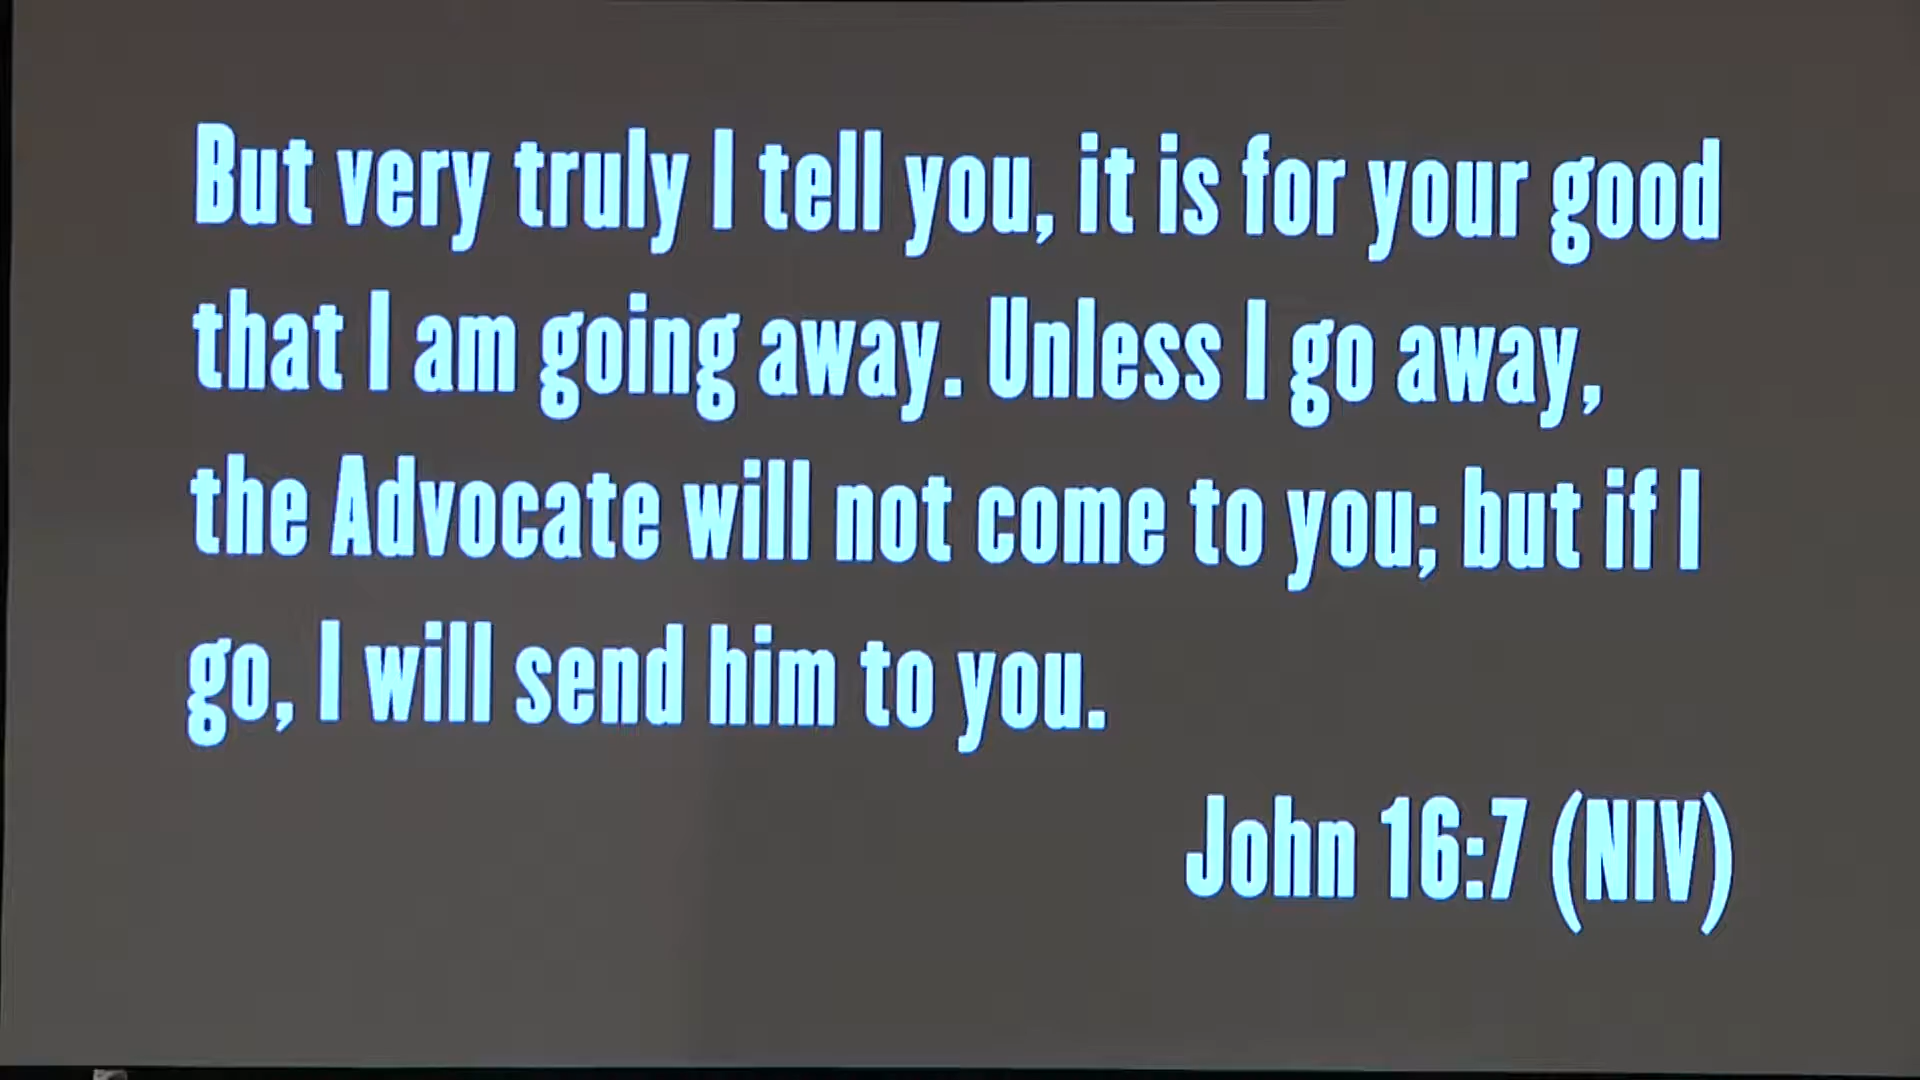 But very truly I tell you, it is for your good
that I am going away. Unless I go away,
the Advocate will not come to you; but if I
go, I will send him to you.
John 16:7 (NIV)